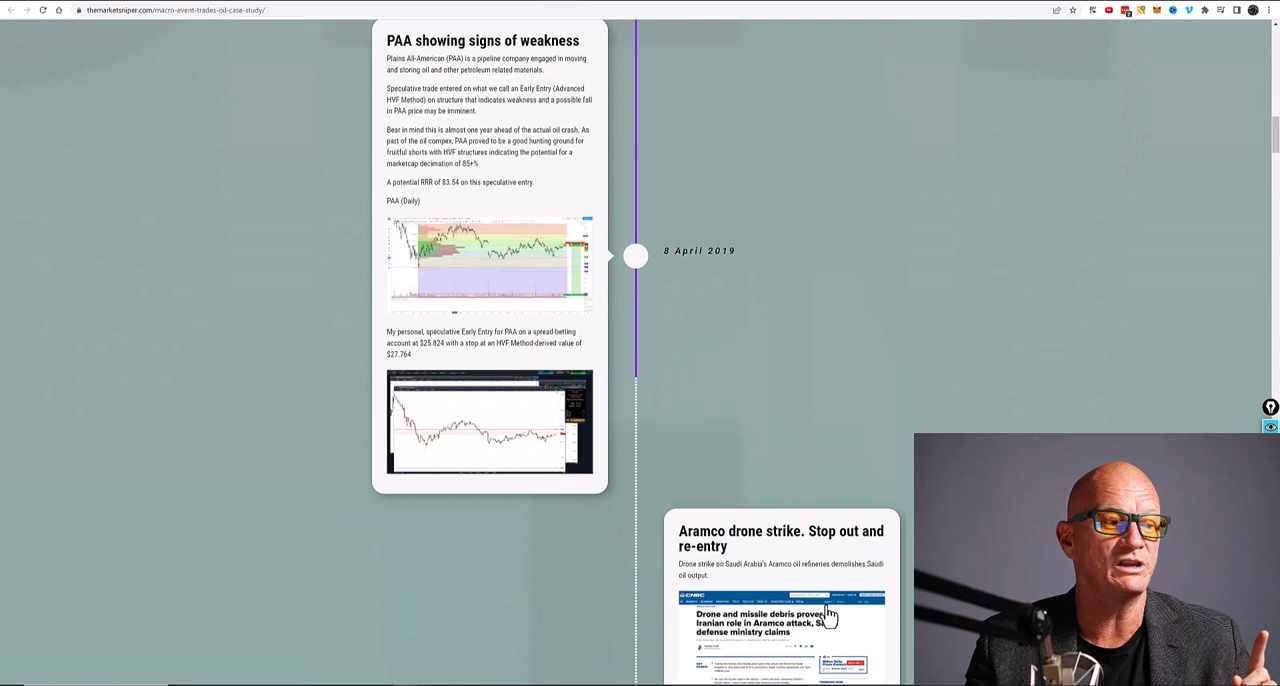 themarketsniper.com/macro-event-trades-oil-case-study/
PAA showing signs of weakness
Plains All-American (PAA) is a pipeline company engaged in moving
and storing oil and other petroleum related materials.
Speculative trade entered on what we call an Early Entry (Advanced
HVF Method) on structure that indicates weakness and a possible fall
in PAA price may be imminent.
Bear in mind this is almost one year ahead of the actual oil crash. As
part of the oil compex, PAA proved to be a good hunting ground for
fruitful shorts with HVF structures indicating the potential for a
marketcap decimation of 85+%
A potential RRR of 83.54 on this speculative entry.
PAA (Daily)
8 April 2019
My personal, speculative Early Entry for PAA on a spread-betting
account at $25.824 with a stop at an HVF Method-derived value of
$27.764
Aramco drone strike. Stop out and
re-entry
Drone strike on Saudi Arabia's Aramco oil refineries demolishes Saudi
oil output.
CNBC
Drone and missile debris prove
Iranian role in Aramco attack, S
defense ministry claims